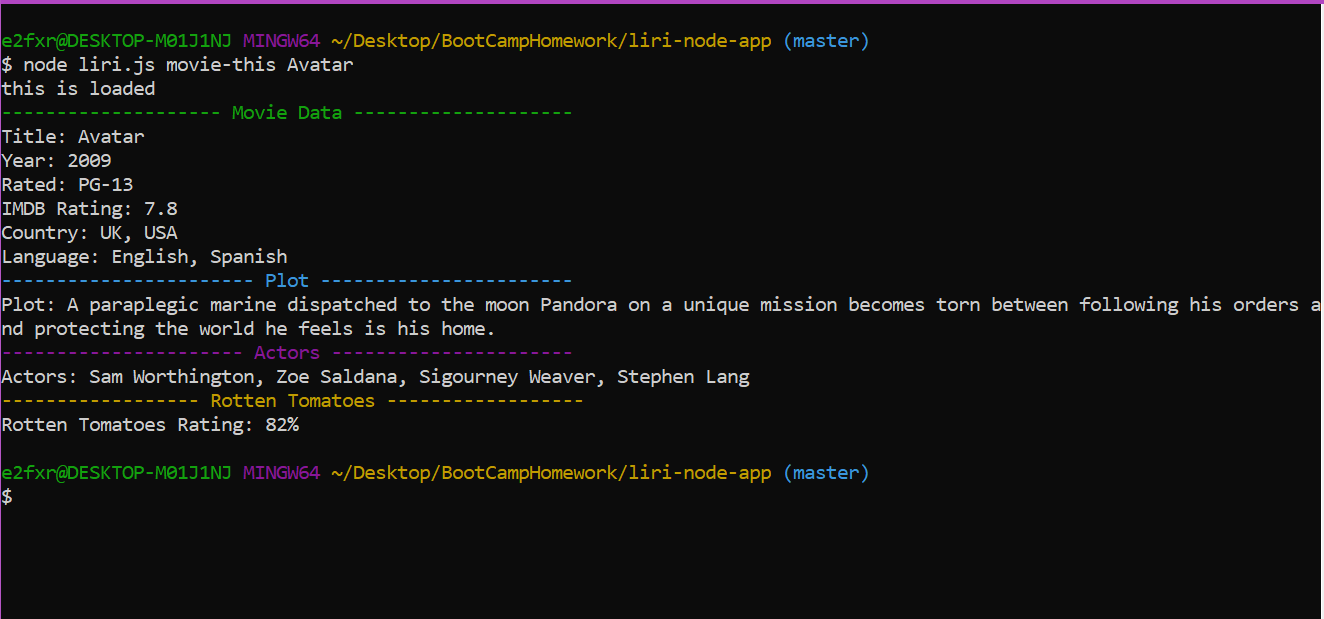 e2fxr@DESKTOP-M01J1NJ MINGW64 ~/Desktop/BootCampHomework/liri-node-app (master)
$ node liri.js movie-this Avatar
this is loaded
-------------------- Movie Data --------------------
Title: Avatar
Year: 2009
Rated: PG-13
IMDB Rating: 7.8
Country: UK, USA
Language: English, Spanish
----------------------- Plot -----------------------
Plot: A paraplegic marine dispatched to the moon Pandora on a unique mission becomes torn between following his orders a
nd protecting the world he feels is his home.
---------------------- Actors ----------------------
Actors: Sam Worthington, Zoe Saldana, Sigourney Weaver, Stephen Lang
------------------ Rotten Tomatoes ------------------
Rotten Tomatoes Rating: 82%
e2fxr@DESKTOP-M01J1NJ MINGW64 ~/Desktop/BootCampHomework/liri-node-app (master)
$